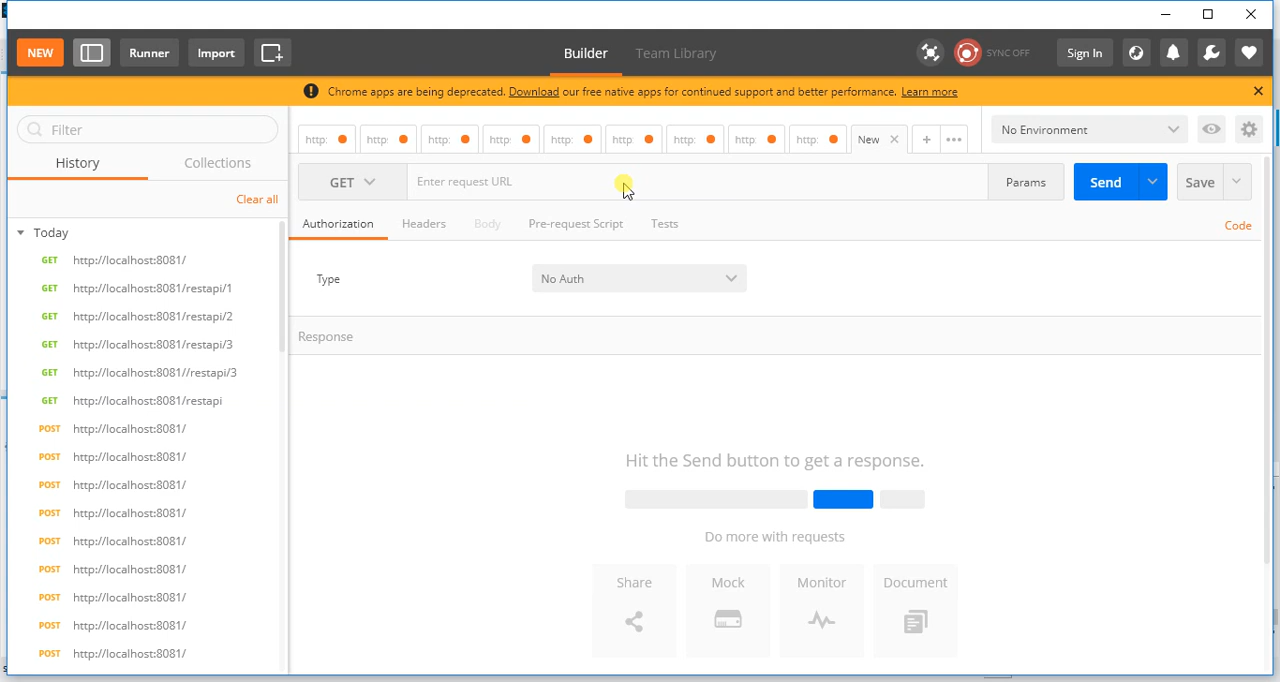 NEW Runner Import Builder Team Library SYNC OFF Sign In
Chrome apps are being deprecated. Download our free native apps for continued support and better performance. Learn more
Filter
History Collections
Clear all
Today
GET http://localhost:8081/
GET http://localhost:8081/restapi/1
GET http://localhost:8081/restapi/2
GET http://localhost:8081/restapi/3
GET http://localhost:8081//restapi/3
GET http://localhost:8081/restapi
POST http://localhost:8081/
POST http://localhost:8081/
POST http://localhost:8081/
POST http://localhost:8081/
POST http://localhost:8081/
POST http://localhost:8081/
POST http://localhost:8081/
POST http://localhost:8081/
POST http://localhost:8081/
http: http: http: http: http: http: http: http: http: New No Environment
GET Enter request URL Params Send Save
Authorization Headers Body Pre-request Script Tests Code
Type No Auth
Response
Hit the Send button to get a response.
Do more with requests
Share Mock Monitor Document